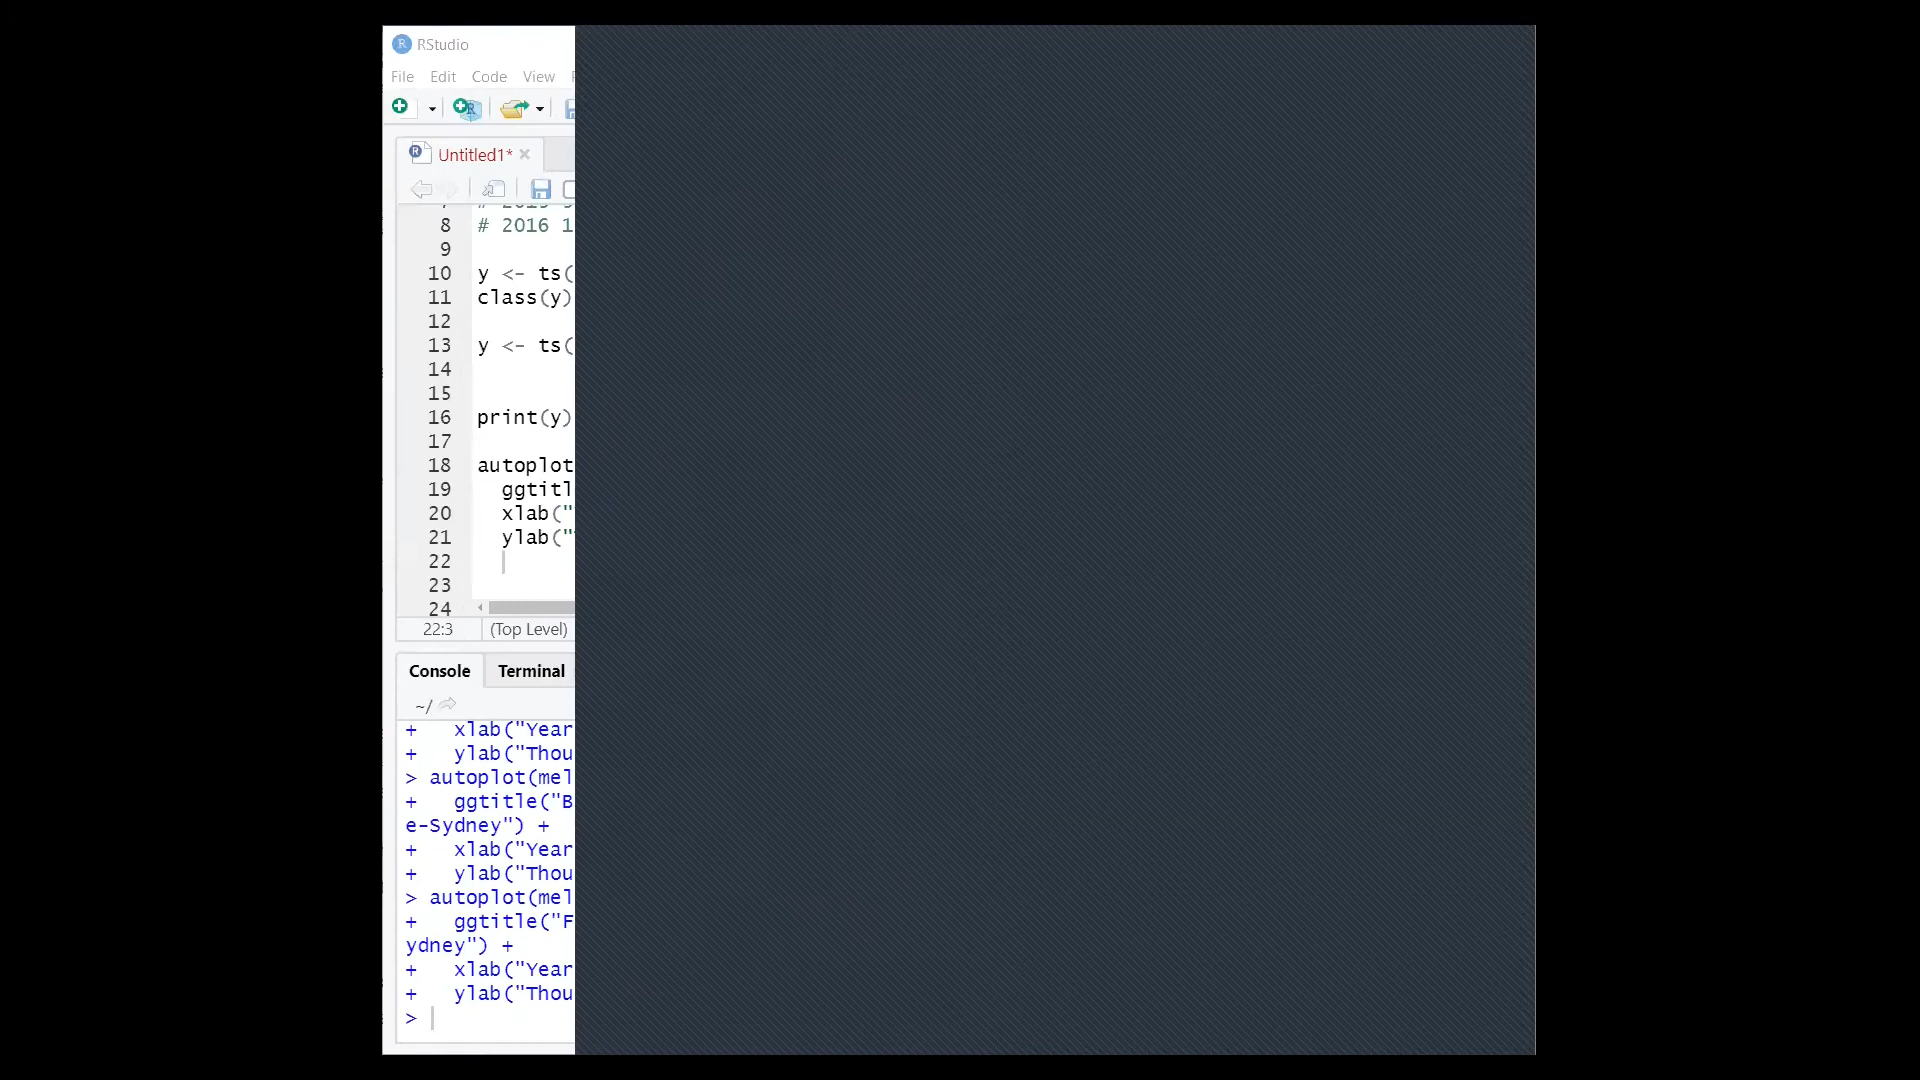 RStudio
File Edit Code View
Untitled1*
8 # 2016 1
9
10 y <- ts(
11 class(y)
12
13 y <- ts(
14
15
16 print(y)
17
18 autoplot
19 ggtitl
20 xlab("
21 ylab("
22
23
24
22:3 (Top Level)
Console Terminal
~/
+ xlab("Year
+ ylab("Thou
> autoplot(mel
+ ggtitle("B
e-Sydney") +
+ xlab("Year
+ ylab("Thou
> autoplot(mel
+ ggtitle("F
ydney") +
+ xlab("Year
+ ylab("Thou
>